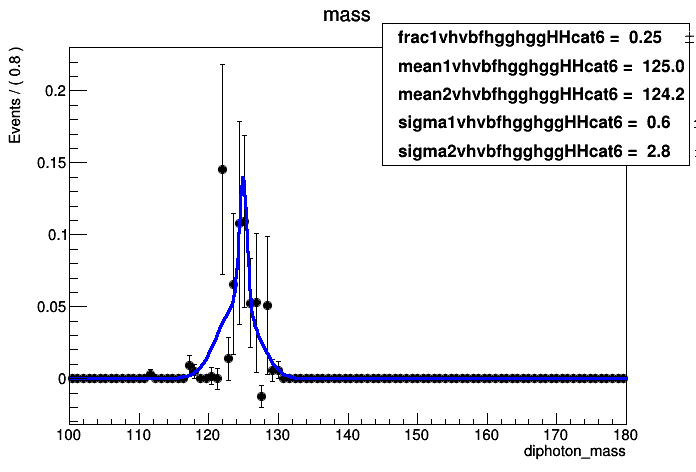 mass
frac1vhvbfhgghggHHcat6 = 0.25 ±
mean1vhvbfhgghggHHcat6 = 125.0
mean2vhvbfhgghggHHcat6 = 124.2
sigma1vhvbfhgghggHHcat6 = 0.6
sigma2vhvbfhgghggHHcat6 = 2.8
Events / ( 0.8 )
0.2
0.15
0.1
0.05
0
100 110 120 130 140 150 160 170 180
diphoton_mass